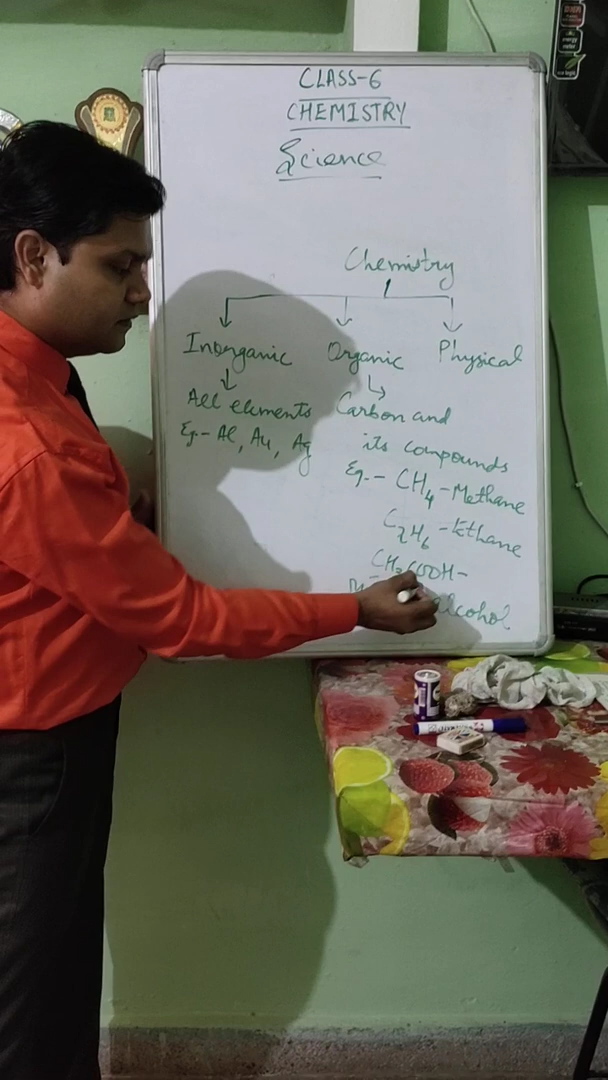 CLASS-6
CHEMISTRY
Science
Chemistry
Inorganic Organic Physical
All elements
Eg.- Al, Au, Ag
Carbon and
its compounds
Eg.- CH4-Methane
C2H6-Ethane
CH3COOH-
lcohol